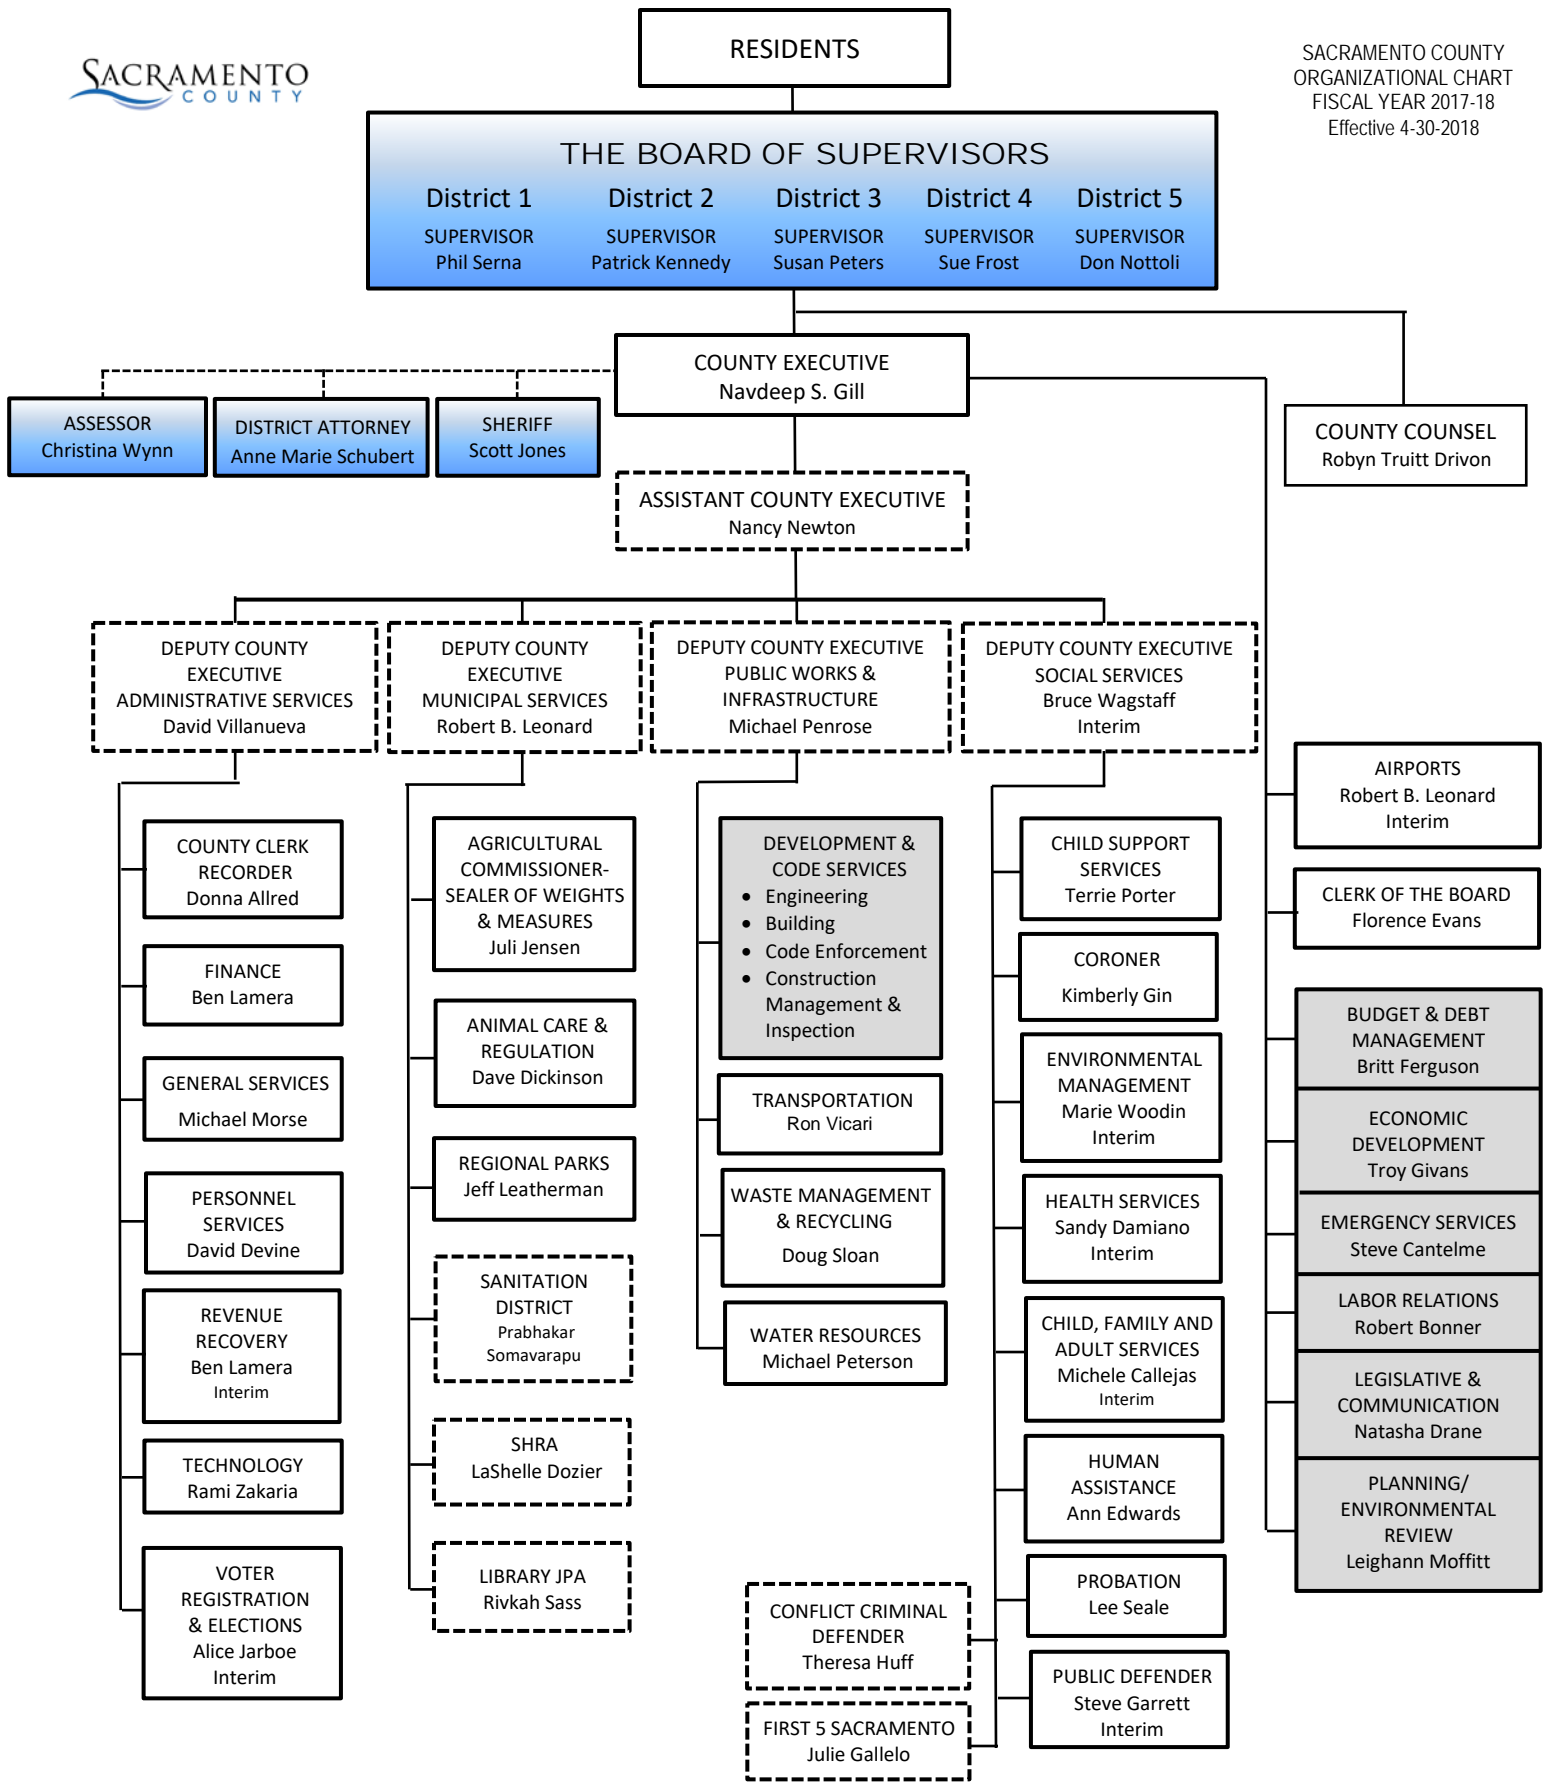 SACRAMENTO
COUNTY
RESIDENTS
SACRAMENTO COUNTY
ORGANIZATIONAL CHART
FISCAL YEAR 2017-18
Effective 4-30-2018
THE BOARD OF SUPERVISORS
District 1
SUPERVISOR
Phil Serna
District 2
SUPERVISOR
Patrick Kennedy
District 3
SUPERVISOR
Susan Peters
District 4
SUPERVISOR
Sue Frost
District 5
SUPERVISOR
Don Nottoli
COUNTY EXECUTIVE
Navdeep S. Gill
ASSESSOR
Christina Wynn
DISTRICT ATTORNEY
Anne Marie Schubert
SHERIFF
Scott Jones
COUNTY COUNSEL
Robyn Truitt Drivon
ASSISTANT COUNTY EXECUTIVE
Nancy Newton
DEPUTY COUNTY
EXECUTIVE
ADMINISTRATIVE SERVICES
David Villanueva
DEPUTY COUNTY
EXECUTIVE
MUNICIPAL SERVICES
Robert B. Leonard
DEPUTY COUNTY EXECUTIVE
PUBLIC WORKS &
INFRASTRUCTURE
Michael Penrose
DEPUTY COUNTY EXECUTIVE
SOCIAL SERVICES
Bruce Wagstaff
Interim
COUNTY CLERK
RECORDER
Donna Allred
FINANCE
Ben Lamera
GENERAL SERVICES
Michael Morse
PERSONNEL
SERVICES
David Devine
REVENUE
RECOVERY
Ben Lamera
Interim
TECHNOLOGY
Rami Zakaria
VOTER
REGISTRATION
& ELECTIONS
Alice Jarboe
Interim
AGRICULTURAL
COMMISSIONER-
SEALER OF WEIGHTS
& MEASURES
Juli Jensen
ANIMAL CARE &
REGULATION
Dave Dickinson
REGIONAL PARKS
Jeff Leatherman
SANITATION
DISTRICT
Prabhakar
Somavarapu
SHRA
LaShelle Dozier
LIBRARY JPA
Rivkah Sass
DEVELOPMENT &
CODE SERVICES
• Engineering
• Building
• Code Enforcement
• Construction
Management &
Inspection
TRANSPORTATION
Ron Vicari
WASTE MANAGEMENT
& RECYCLING
Doug Sloan
WATER RESOURCES
Michael Peterson
CHILD SUPPORT
SERVICES
Terrie Porter
CORONER
Kimberly Gin
ENVIRONMENTAL
MANAGEMENT
Marie Woodin
Interim
HEALTH SERVICES
Sandy Damiano
Interim
CHILD, FAMILY AND
ADULT SERVICES
Michele Callejas
Interim
HUMAN
ASSISTANCE
Ann Edwards
PROBATION
Lee Seale
CONFLICT CRIMINAL
DEFENDER
Theresa Huff
PUBLIC DEFENDER
Steve Garrett
Interim
FIRST 5 SACRAMENTO
Julie Gallelo
AIRPORTS
Robert B. Leonard
Interim
CLERK OF THE BOARD
Florence Evans
BUDGET & DEBT
MANAGEMENT
Britt Ferguson
ECONOMIC
DEVELOPMENT
Troy Givans
EMERGENCY SERVICES
Steve Cantelme
LABOR RELATIONS
Robert Bonner
LEGISLATIVE &
COMMUNICATION
Natasha Drane
PLANNING/
ENVIRONMENTAL
REVIEW
Leighann Moffitt